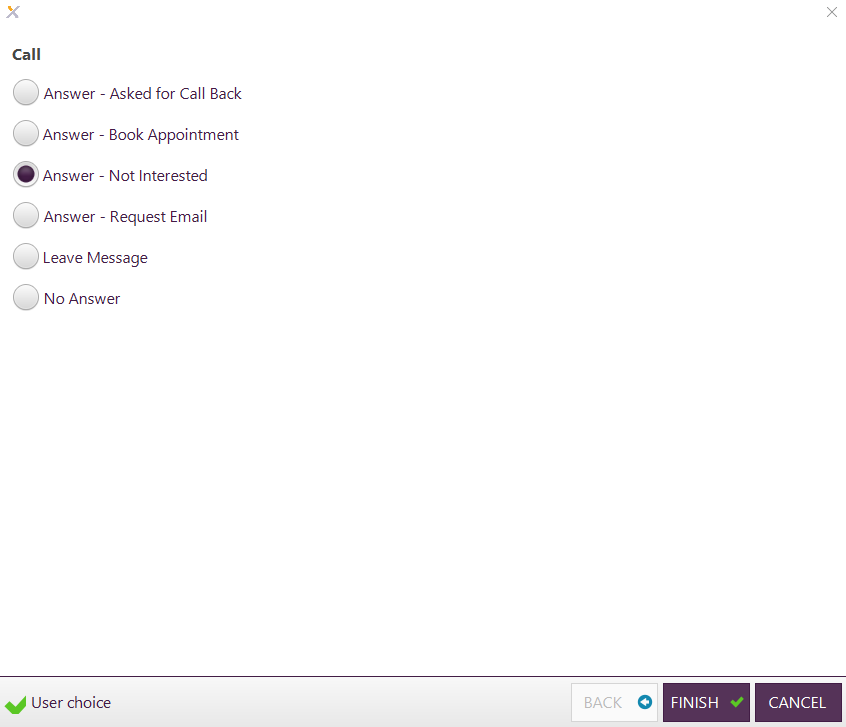 Call
Answer - Asked for Call Back
Answer - Book Appointment
Answer - Not Interested
Answer - Request Email
Leave Message
No Answer
User choice
BACK
FINISH
CANCEL